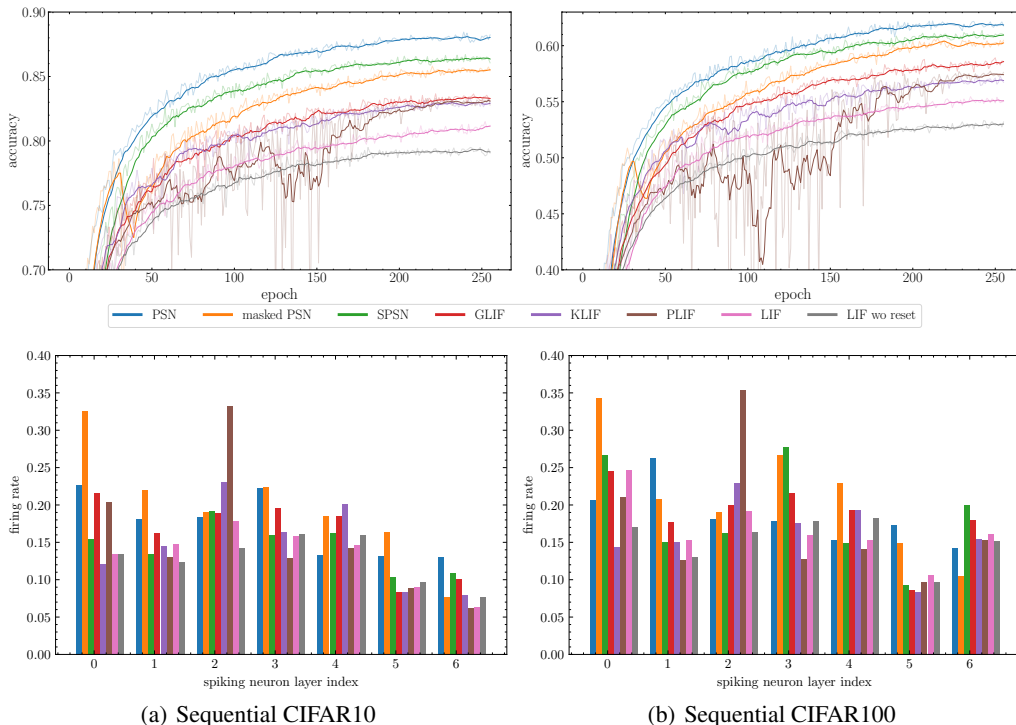 0.90
0.85
0.80
0.75
0.70
accuracy
0 50 100 150 200 250
epoch
0.60
0.55
0.50
0.45
0.40
accuracy
0 50 100 150 200 250
epoch
PSN masked PSN SPSN GLIF KLIF PLIF LIF LIF wo reset
0.40
0.35
0.30
0.25
0.20
0.15
0.10
0.05
0.00
firing rate
0 1 2 3 4 5 6
spiking neuron layer index
(a) Sequential CIFAR10
0.40
0.35
0.30
0.25
0.20
0.15
0.10
0.05
0.00
firing rate
0 1 2 3 4 5 6
spiking neuron layer index
(b) Sequential CIFAR100